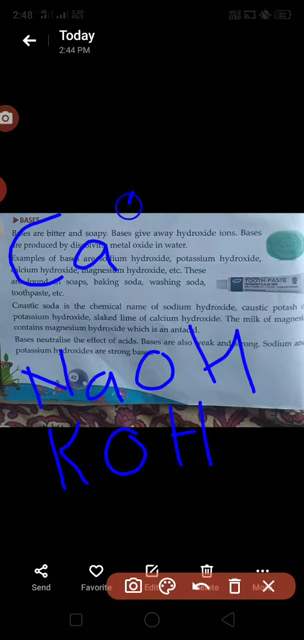 2:48
Today
2:44 PM
➤ BASES
Bases are bitter and soapy. Bases give away hydroxide ions. Bases
are produced by dissolving metal oxide in water.
Examples of bases are sodium hydroxide, potassium hydroxide,
calcium hydroxide, magnesium hydroxide, etc. These
are found in soaps, baking soda, washing soda,
toothpaste, etc.
TOOTH-PASTE
Caustic soda is the chemical name of sodium hydroxide, caustic potash
potassium hydroxide, slaked lime of calcium hydroxide. The milk of
contains magnesium hydroxide which is an antacid.
Bases neutralise the effect of acids. Bases are also weak and strong. Sodium
potassium hydroxides are strong bases.
42
Ca
NaOH
KOH
Send
Favorite